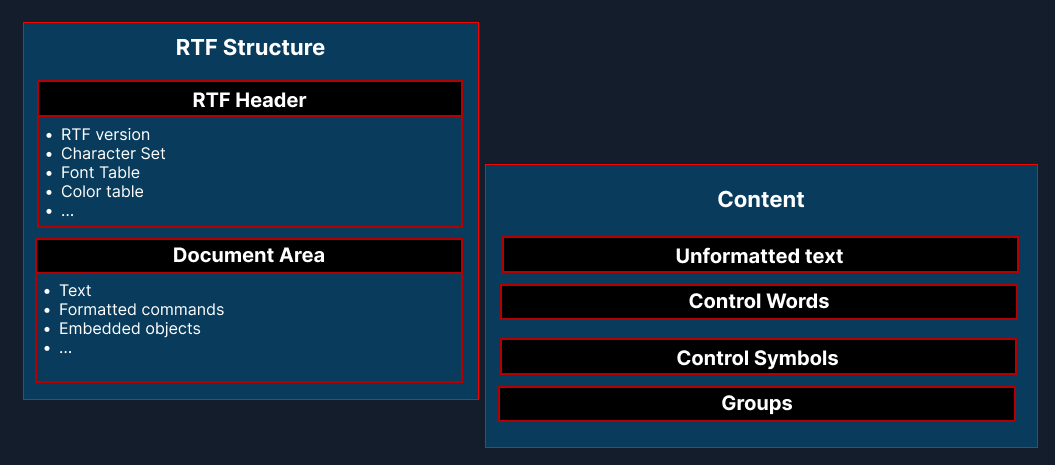 RTF Structure
RTF Header
• RTF version
• Character Set
• Font Table
• Color table
• ...
Document Area
• Text
• Formatted commands
• Embedded objects
• ...
Content
Unformatted text
Control Words
Control Symbols
Groups